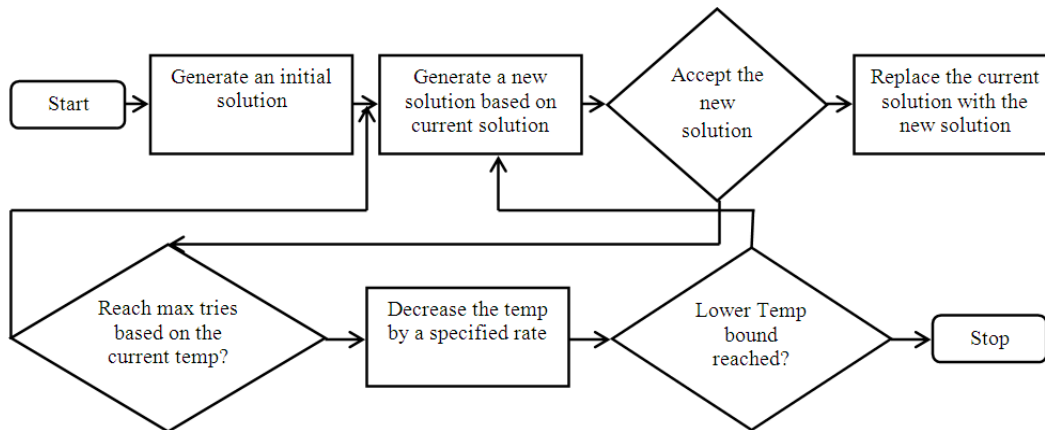 Start
Generate an initial
solution
Generate a new
solution based on
current solution
Accept the
new
solution
Replace the current
solution with the
new solution
Reach max tries
based on the
current temp?
Decrease the temp
by a specified rate
Lower Temp
bound
reached?
Stop